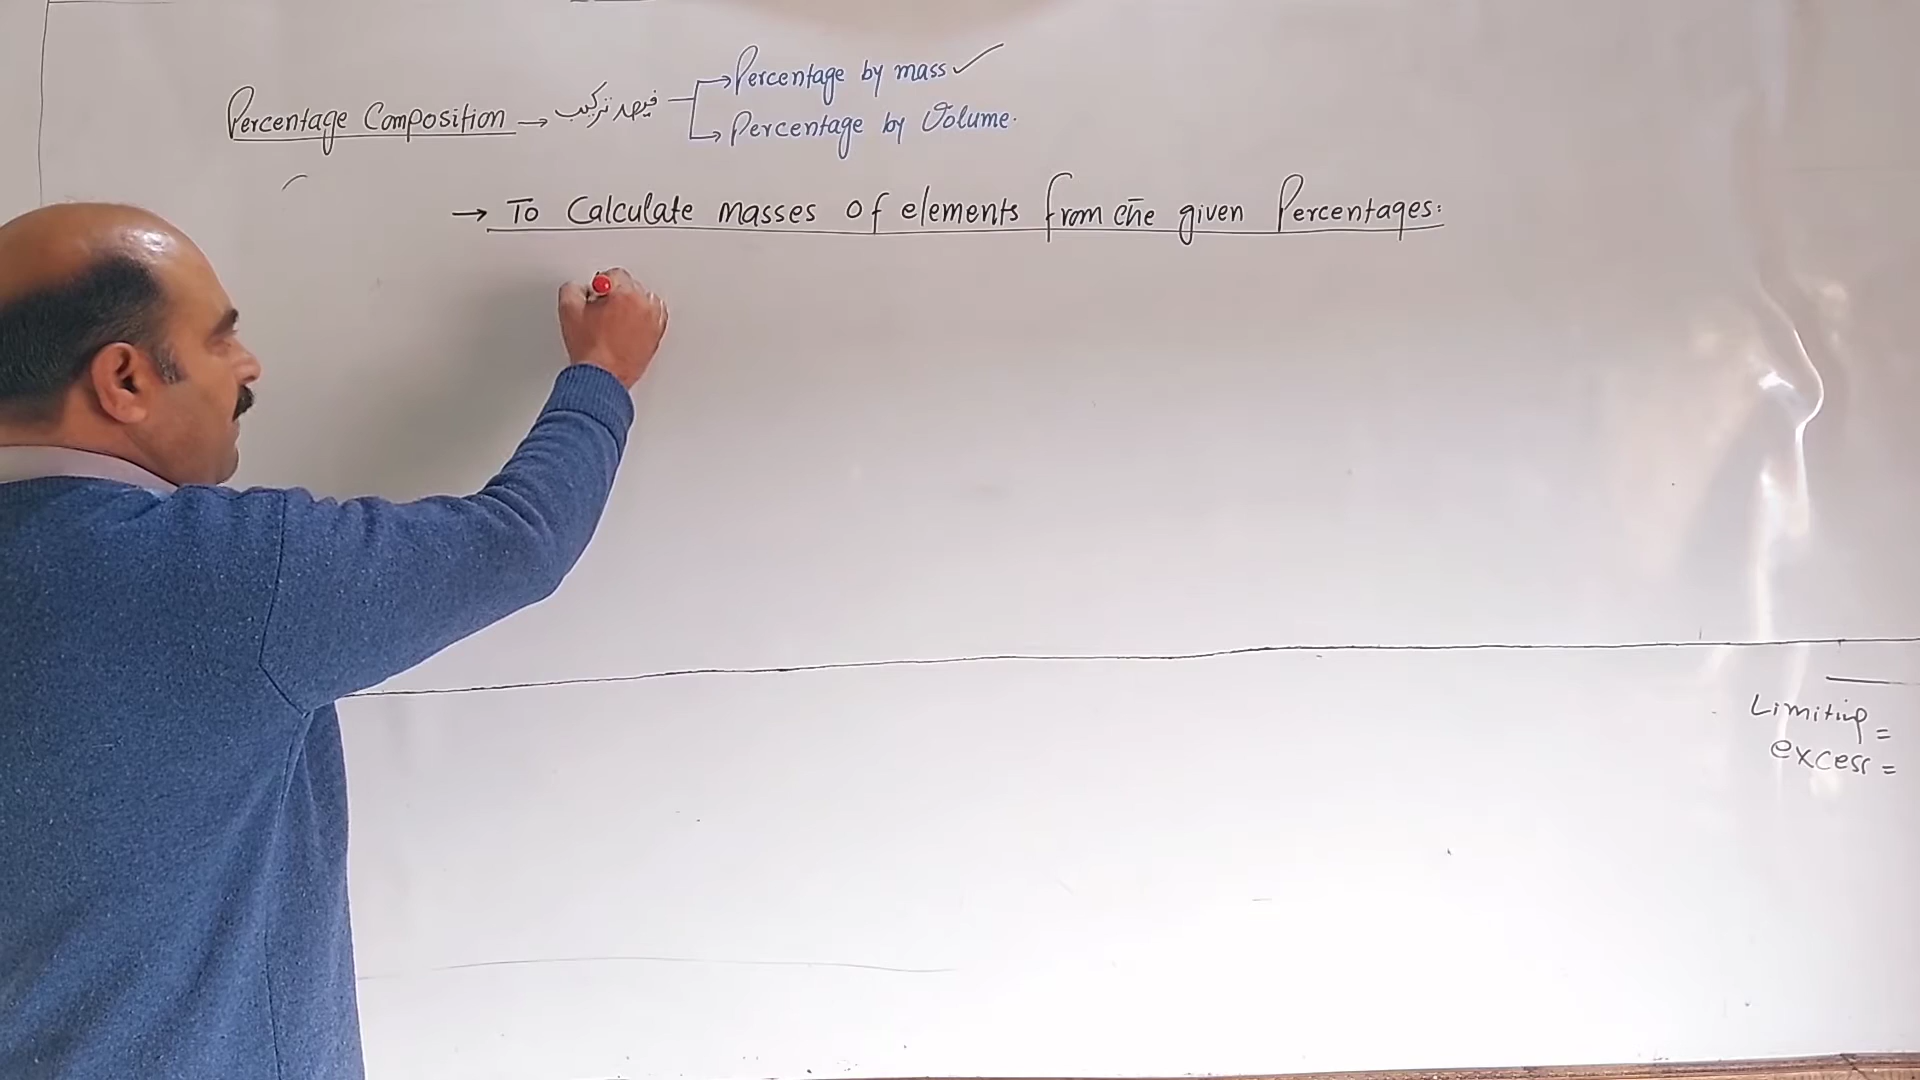 Percentage by mass ✓
Percentage Composition → فیصد ترکیب
Percentage by Volume.
→ To Calculate masses of elements from the given Percentages:
Limiting =
excess =